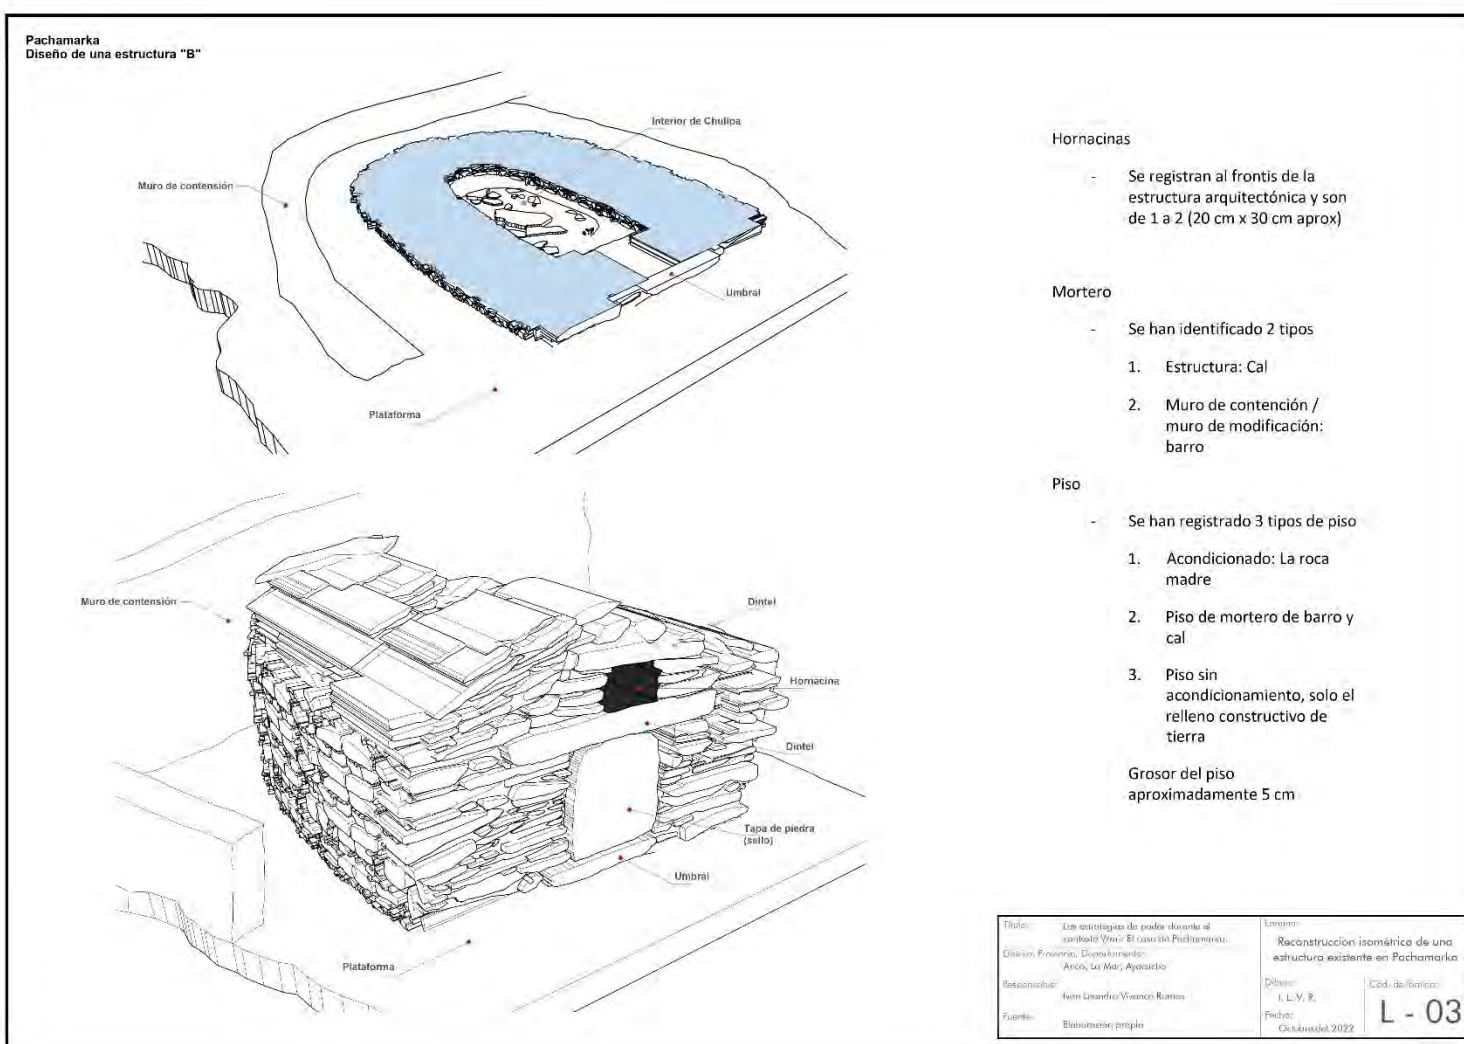 Pachamarka
Diseño de una estructura "B"
Interior de Chullpa
Muro de contensión
Umbral
Plataforma
Muro de contensión
Dintel
Hornacina
Dintel
Tapa de piedra
(sello)
Umbral
Plataforma
Hornacinas
- Se registran al frontis de la
estructura arquitectónica y son
de 1 a 2 (20 cm x 30 cm aprox)
Mortero
- Se han identificado 2 tipos
1. Estructura: Cal
2. Muro de contención /
muro de modificación:
barro
Piso
- Se han registrado 3 tipos de piso
1. Acondicionado: La roca
madre
2. Piso de mortero de barro y
cal
3. Piso sin
acondicionamiento, solo el
relleno constructivo de
tierra
Grosor del piso
aproximadamente 5 cm
Título: Las estrategias de poder durante el
contexto Wari: El caso de Pachamarka.
Distrito, Provincia, Departamento:
Anco, La Mar, Ayacucho
Responsable:
Ivan Leandro Vivanco Ramos
Fuente:
Elaboración propia
Lámina:
Reconstrucción isométrica de una
estructura existente en Pachamarka
Dibujo:
I. L. V. R.
Fecha:
Octubre del 2022
Cód. de lámina:
L - 03